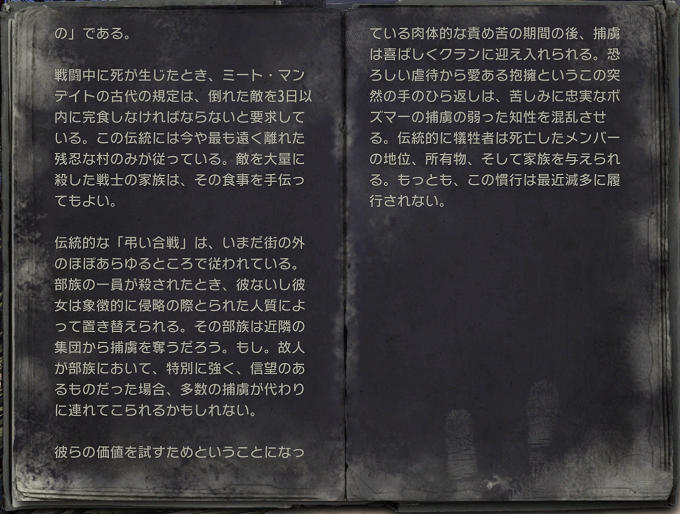 の」である。
戦闘中に死が生じたとき、ミート・マン
デイトの古代の規定は、倒れた敵を3日以
内に完食しなければならないと要求して
いる。この伝統には今や最も遠く離れた
残忍な村のみが従っている。敵を大量に
殺した戦士の家族は、その食事を手伝っ
てもよい。
伝統的な「弔い合戦」は、いまだ街の外
のほぼあらゆるところで従われている。
部族の一員が殺されたとき、彼ないし彼
女は象徴的に侵略の際とられた人質によ
って置き替えられる。その部族は近隣の
集団から捕虜を奪うだろう。もし。故人
が部族において、特別に強く、信望のあ
るものだった場合、多数の捕虜が代わり
に連れてこられるかもしれない。
彼らの価値を試すためということになっ
ている肉体的な責め苦の期間の後、捕虜
は喜ばしくクランに迎え入れられる。恐
ろしい虐待から愛ある抱擁というこの突
然の手のひら返しは、苦しみに忠実なボ
ズマーの捕虜の弱った知性を混乱させ
る。伝統的に犠牲者は死亡したメンバー
の地位、所有物、そして家族を与えられ
る。もっとも、この慣行は最近滅多に履
行されない。